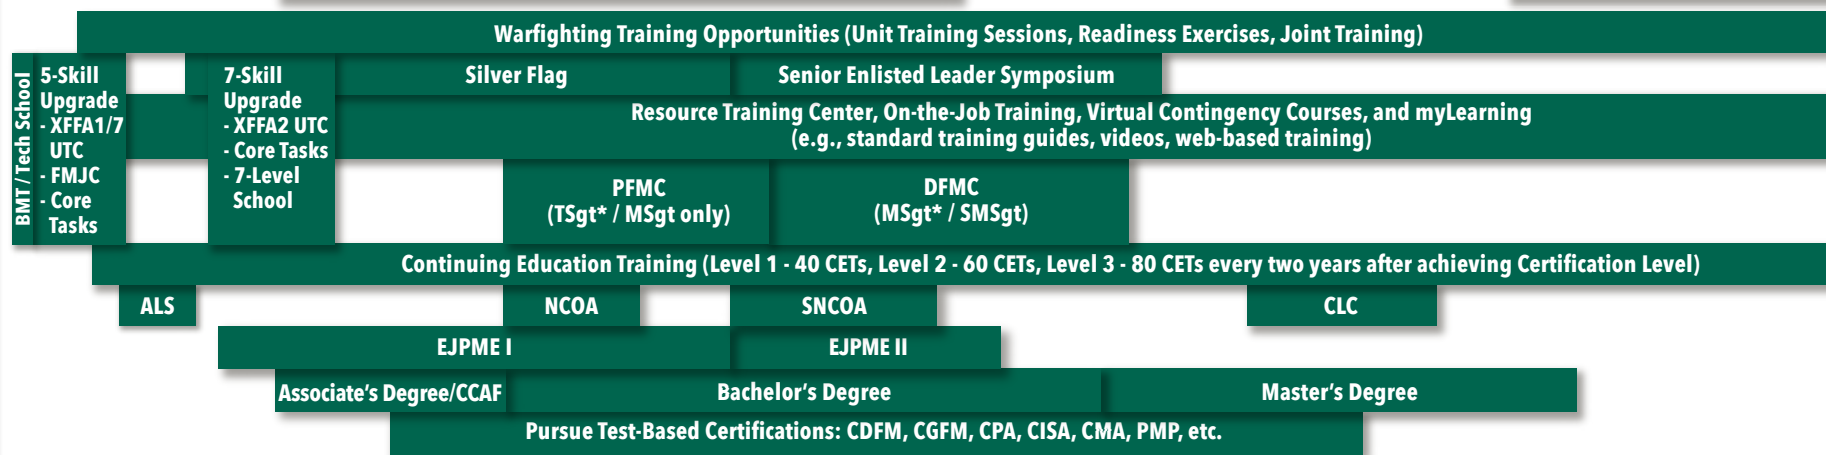 Warfighting Training Opportunities (Unit Training Sessions, Readiness Exercises, Joint Training)
BMT / Tech School
5-Skill
Upgrade
- XFFA1/7
UTC
- FMJC
- Core
Tasks
7-Skill
Upgrade
- XFFA2 UTC
- Core Tasks
- 7-Level
School
Silver Flag
Senior Enlisted Leader Symposium
Resource Training Center, On-the-Job Training, Virtual Contingency Courses, and myLearning
(e.g., standard training guides, videos, web-based training)
PFMC
(TSgt* / MSgt only)
DFMC
(MSgt* / SMSgt)
Continuing Education Training (Level 1 - 40 CETs, Level 2 - 60 CETs, Level 3 - 80 CETs every two years after achieving Certification Level)
ALS
NCOA
SNCOA
CLC
EJPME I
EJPME II
Associate's Degree/CCAF
Bachelor's Degree
Master's Degree
Pursue Test-Based Certifications: CDFM, CGFM, CPA, CISA, CMA, PMP, etc.